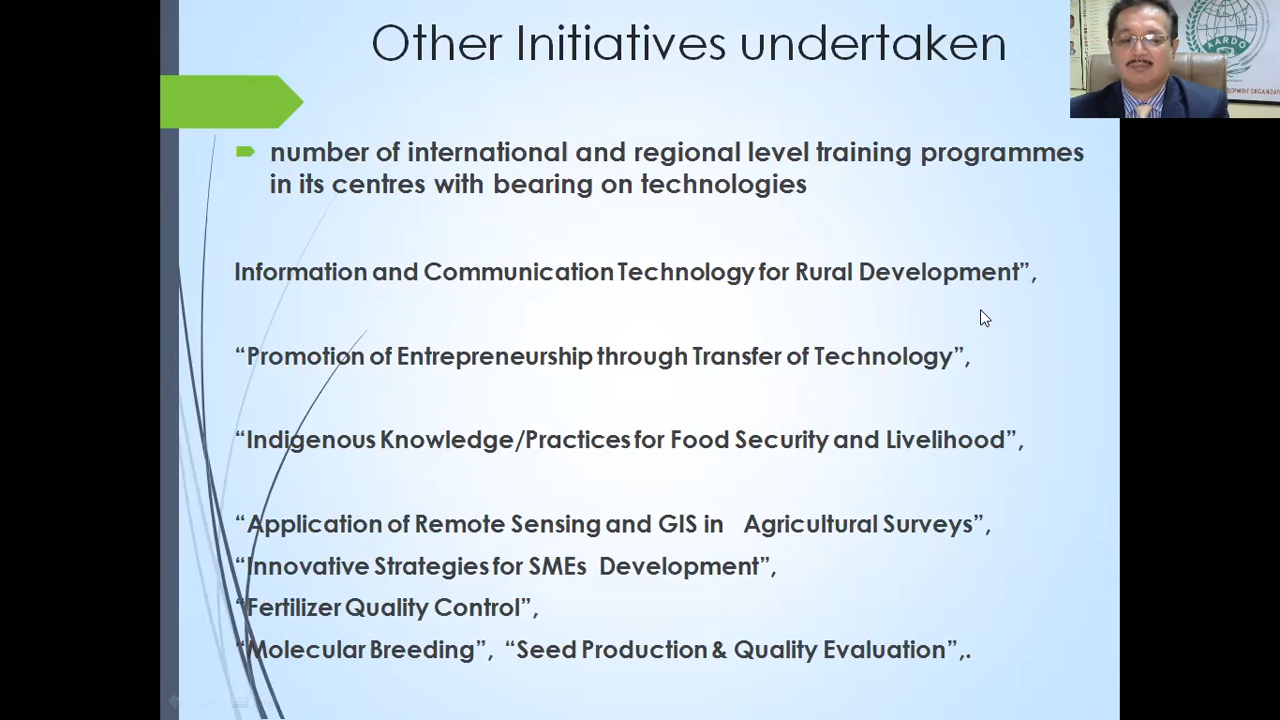 Other Initiatives undertaken
number of international and regional level training programmes
in its centres with bearing on technologies
Information and Communication Technology for Rural Development”,
“Promotion of Entrepreneurship through Transfer of Technology”,
“Indigenous Knowledge/Practices for Food Security and Livelihood”,
“Application of Remote Sensing and GIS in Agricultural Surveys”,
“Innovative Strategies for SMEs Development”,
“Fertilizer Quality Control”,
“Molecular Breeding”, “Seed Production & Quality Evaluation”,.
AARDO